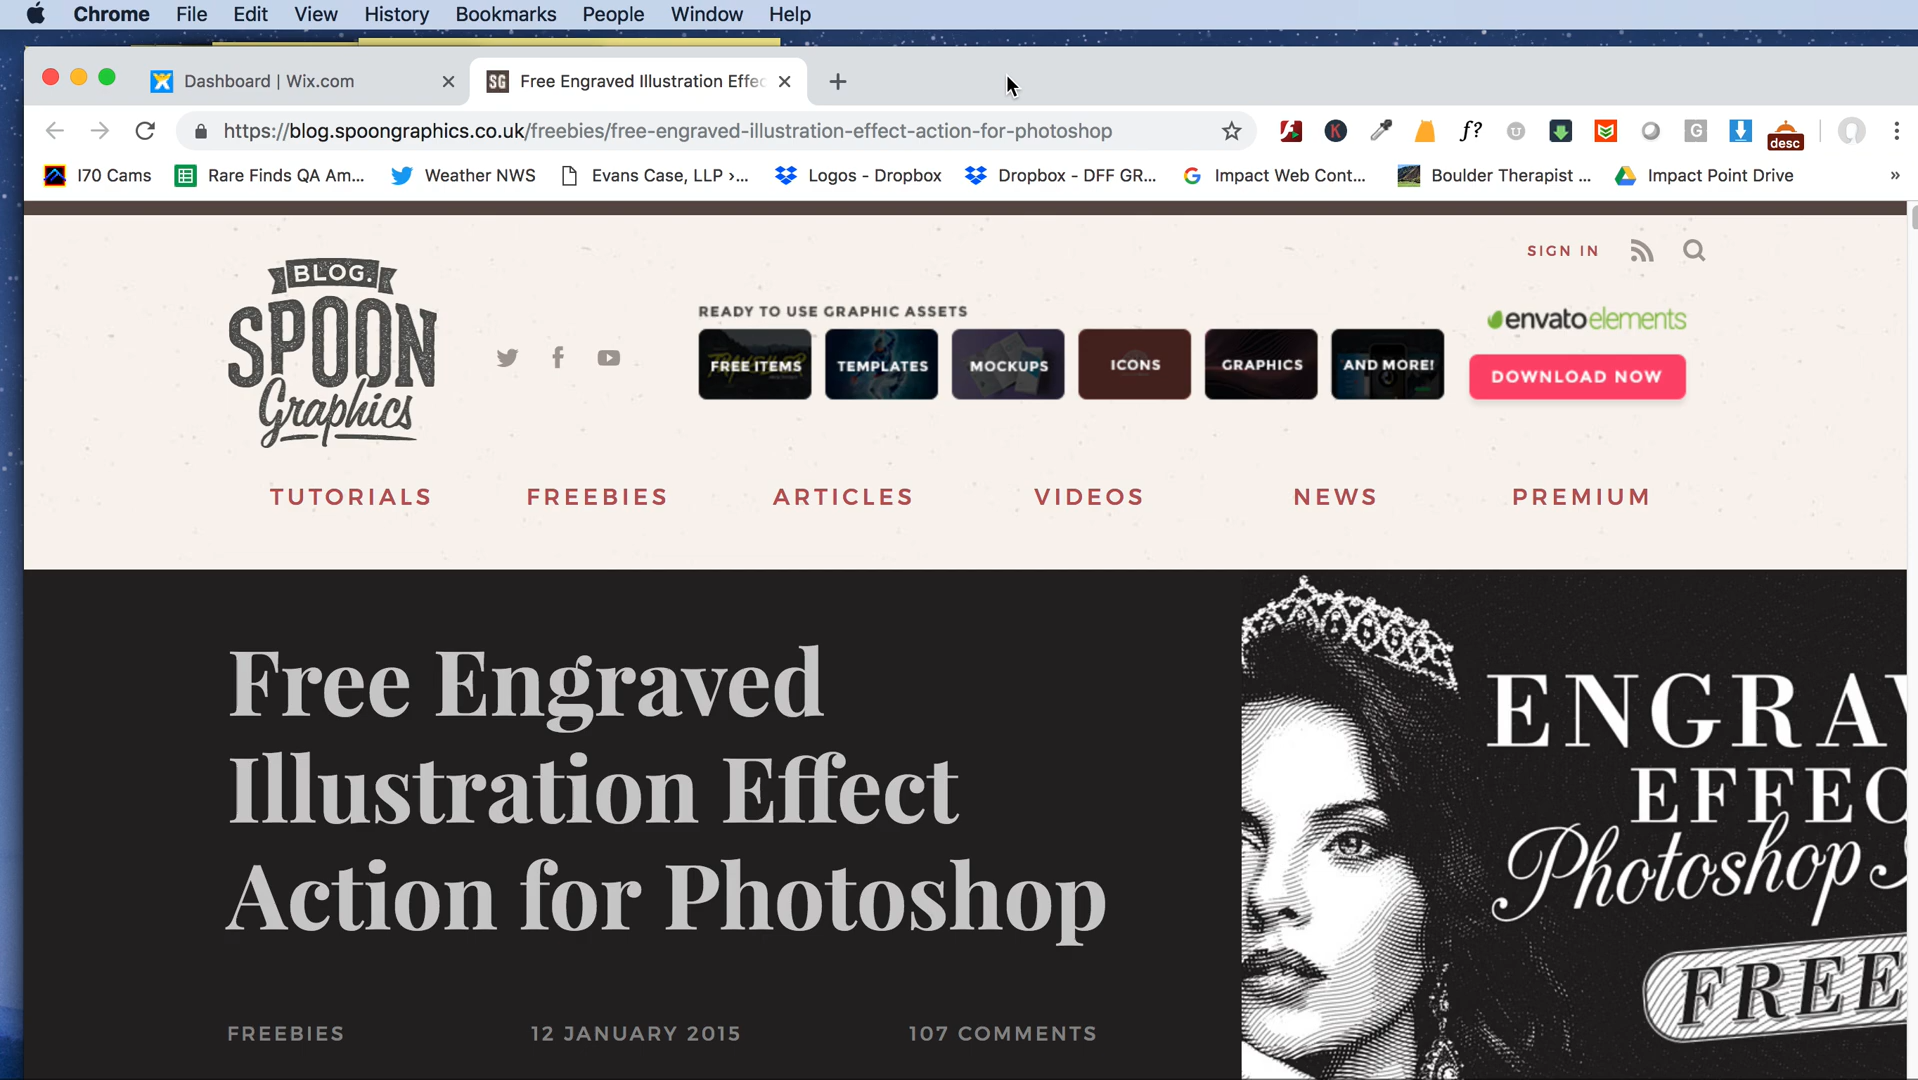 Chrome File Edit View History Bookmarks People Window Help
Dashboard | Wix.com
SG Free Engraved Illustration Effec
https://blog.spoongraphics.co.uk/freebies/free-engraved-illustration-effect-action-for-photoshop
K f? G desc
I70 Cams Rare Finds QA Am... Weather NWS Evans Case, LLP ›... Logos - Dropbox Dropbox - DFF GR... Impact Web Cont... Boulder Therapist ... Impact Point Drive »
SIGN IN
BLOG.
SPOON
Graphics
READY TO USE GRAPHIC ASSETS
FREE ITEMS TEMPLATES MOCKUPS ICONS GRAPHICS AND MORE!
envato elements
DOWNLOAD NOW
TUTORIALS FREEBIES ARTICLES VIDEOS NEWS PREMIUM
Free Engraved
Illustration Effect
Action for Photoshop
FREEBIES 12 JANUARY 2015 107 COMMENTS
ENGRAV
EFFEC
Photoshop
FREE